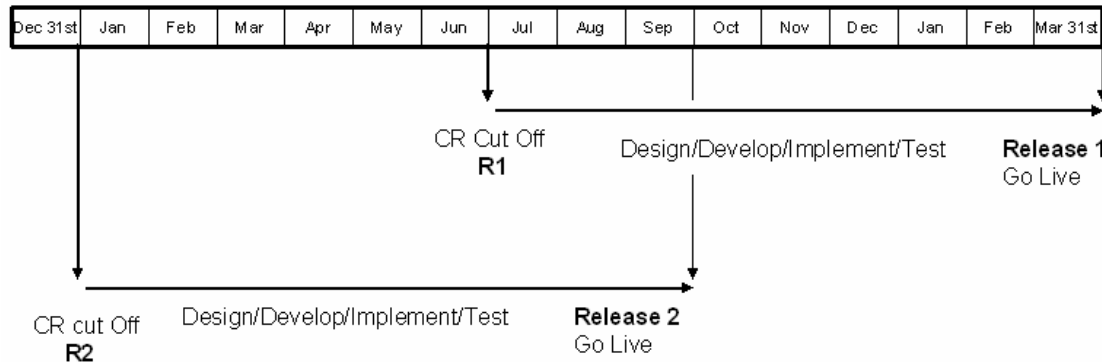 Dec 31st Jan Feb Mar Apr May Jun Jul Aug Sep Oct Nov Dec Jan Feb Mar 31st
CR Cut Off
R1
Design/Develop/Implement/Test
Release 1
Go Live
CR cut Off
R2
Design/Develop/Implement/Test
Release 2
Go Live